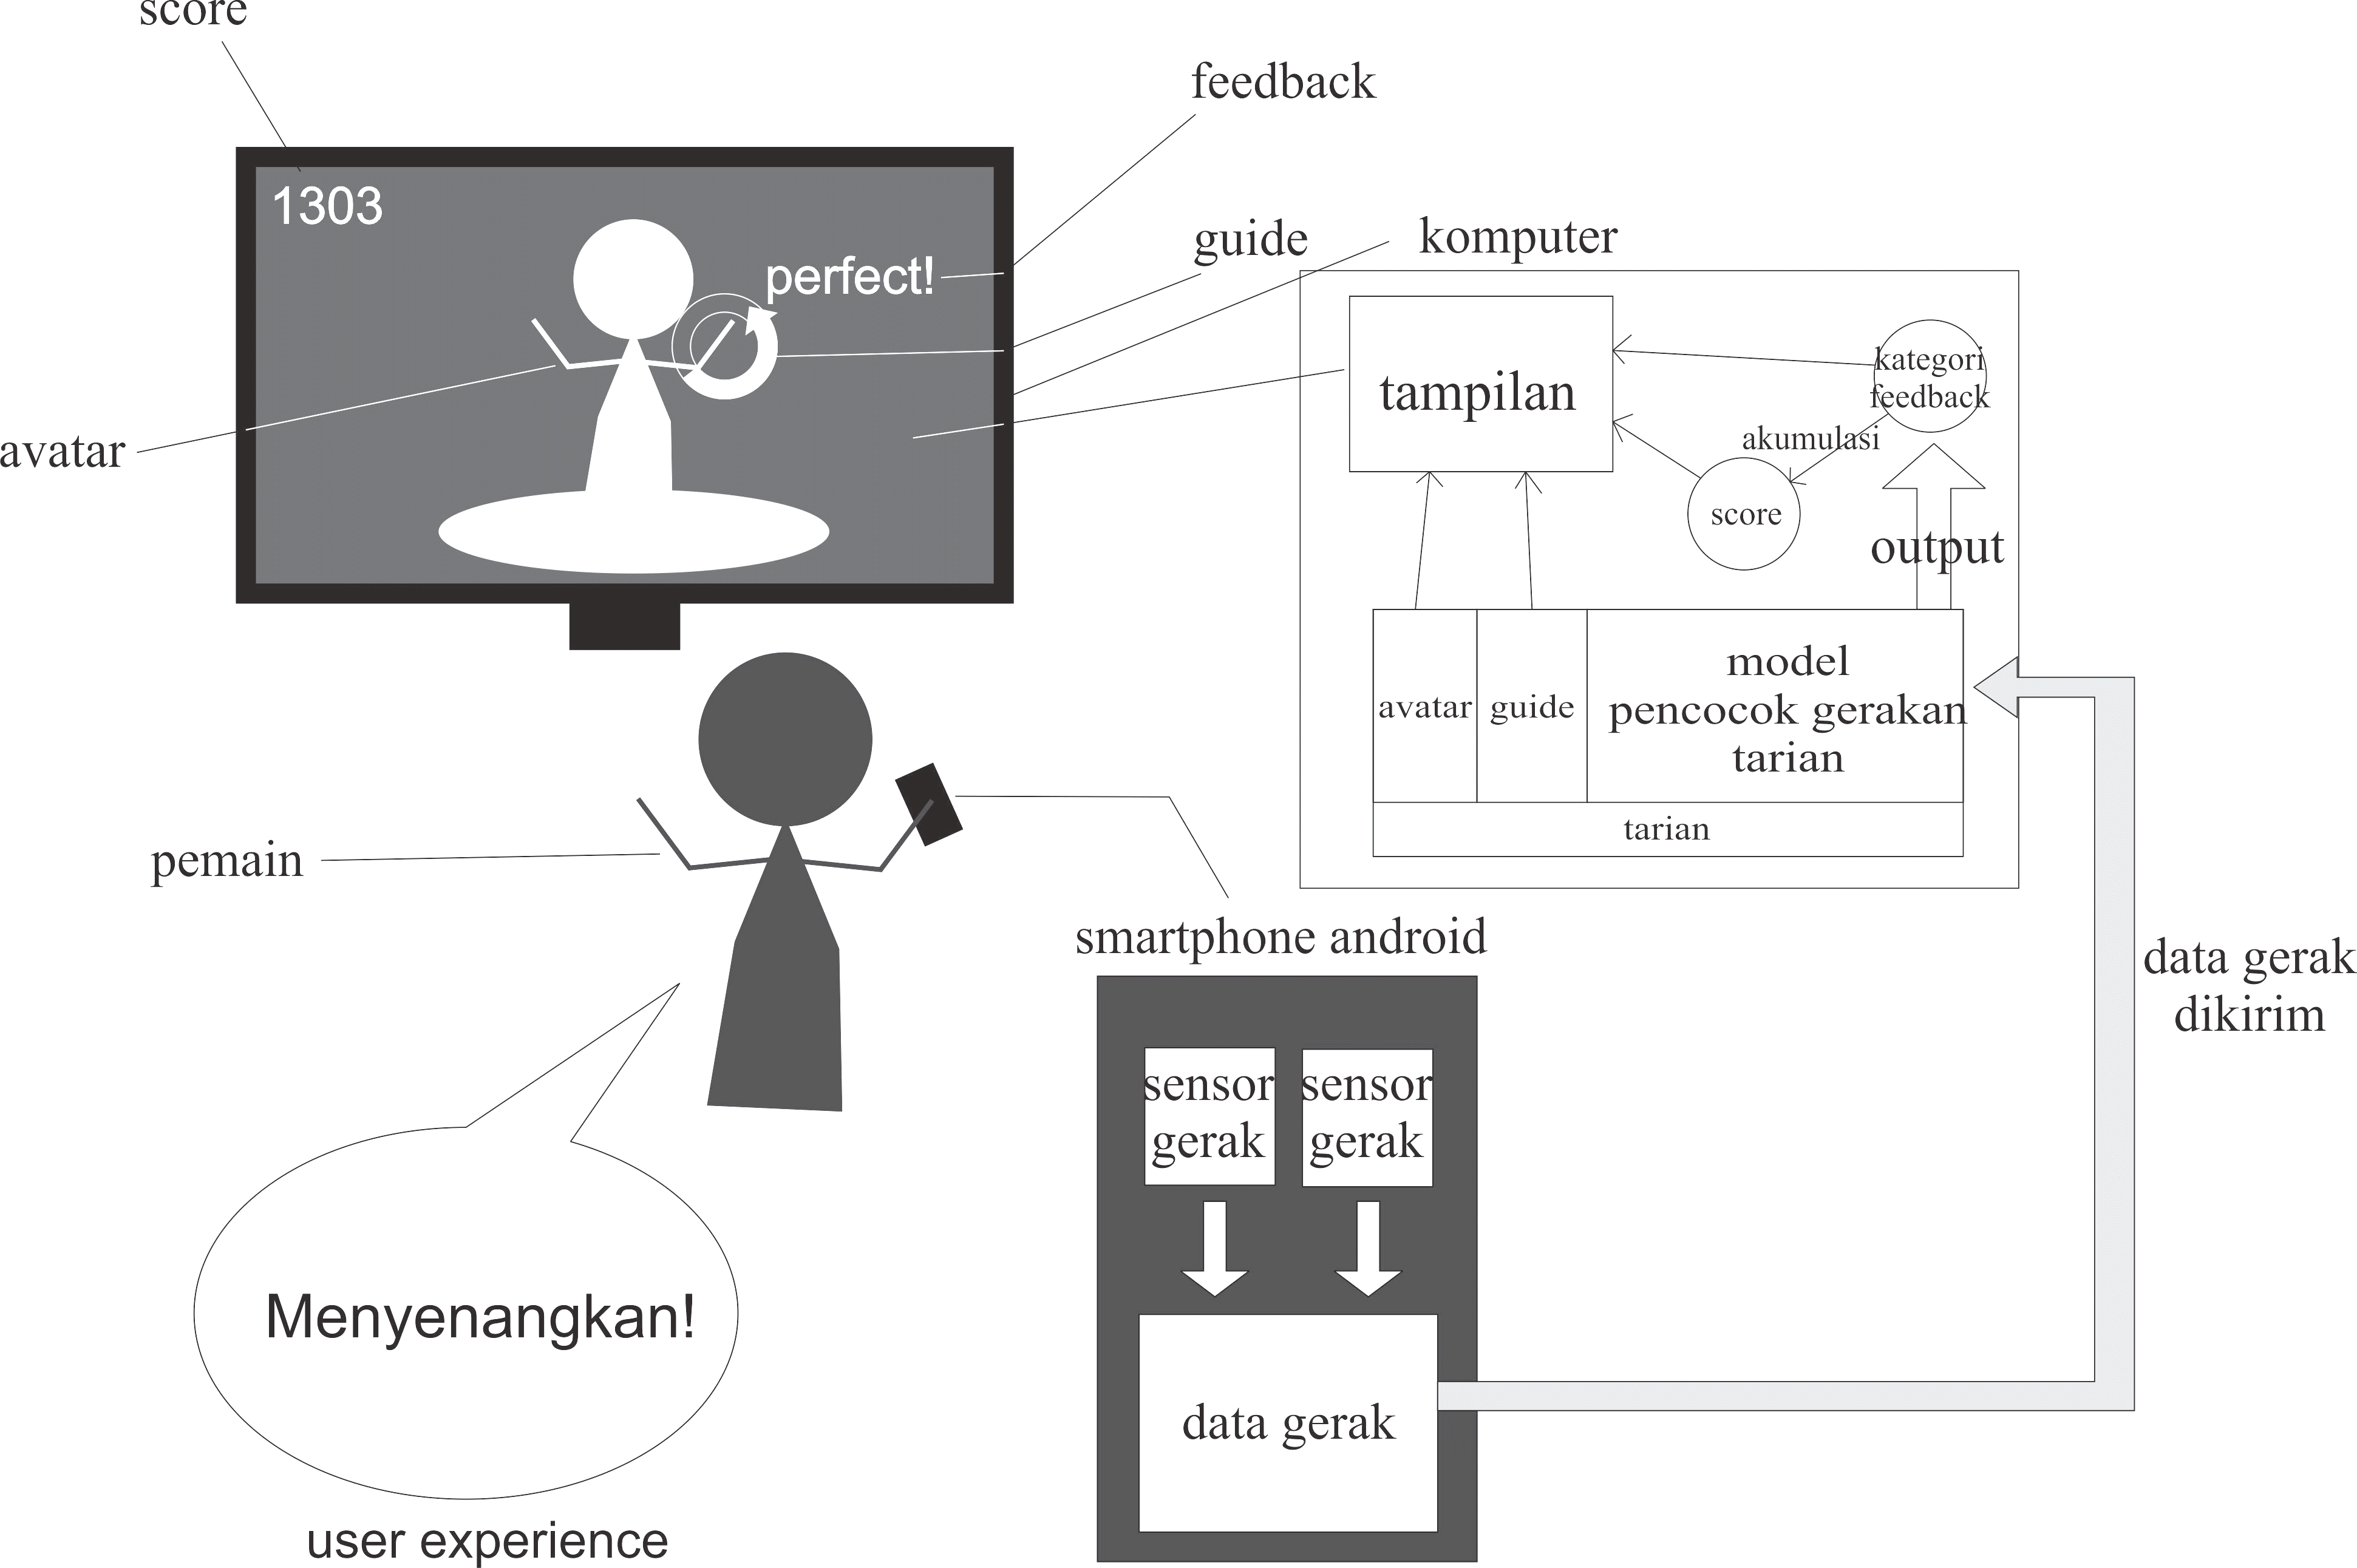 score
feedback
1303
guide
komputer
perfect!
avatar
tampilan
kategori
feedback
akumulasi
score
output
avatar
guide
model
pencocok gerakan
tarian
tarian
pemain
smartphone android
data gerak
dikirim
sensor
gerak
sensor
gerak
data gerak
Menyenangkan!
user experience